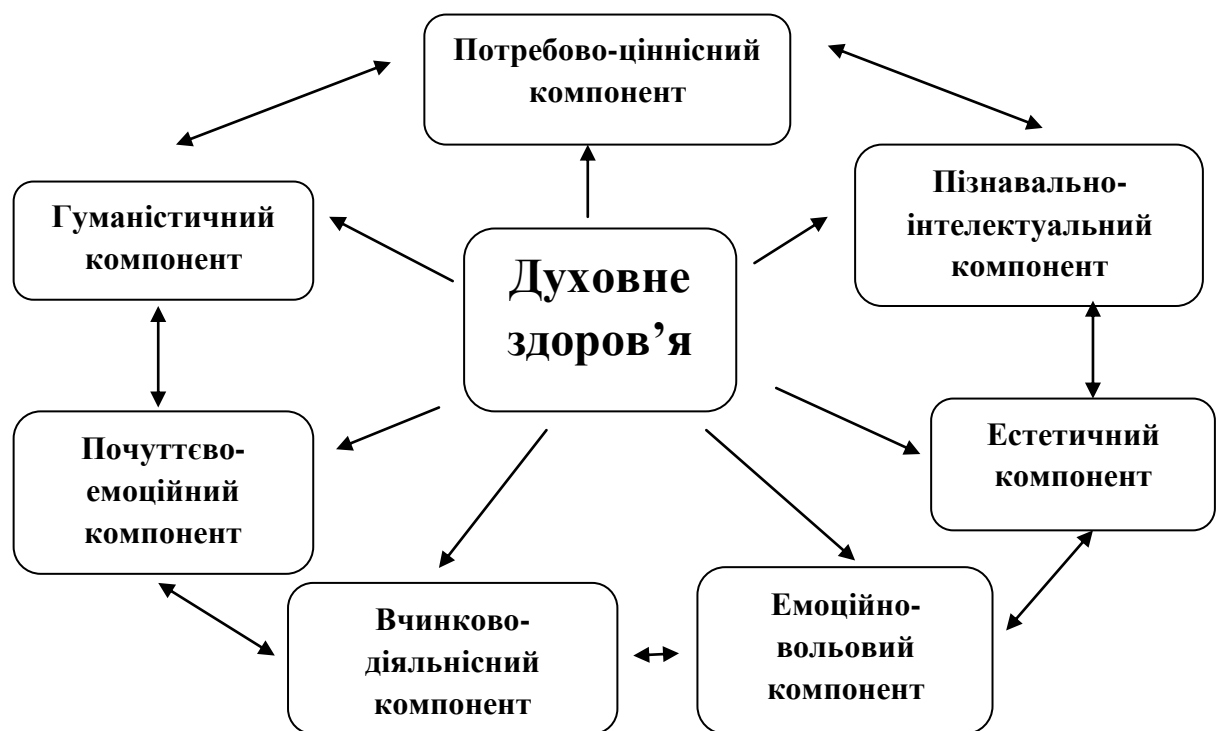 Потребово-ціннісний
компонент
Гуманістичний
компонент
Пізнавально-
інтелектуальний
компонент
Духовне
здоров’я
Почуттєво-
емоційний
компонент
Естетичний
компонент
Вчинково-
діяльнісний
компонент
Емоційно-
вольовий
компонент